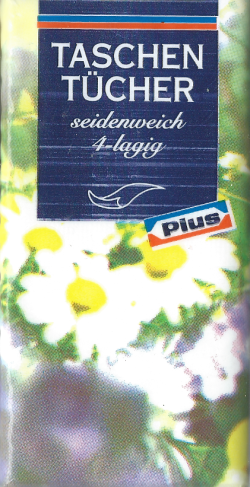 TASCHEN
TÜCHER
seidenweich
4-lagig
plus